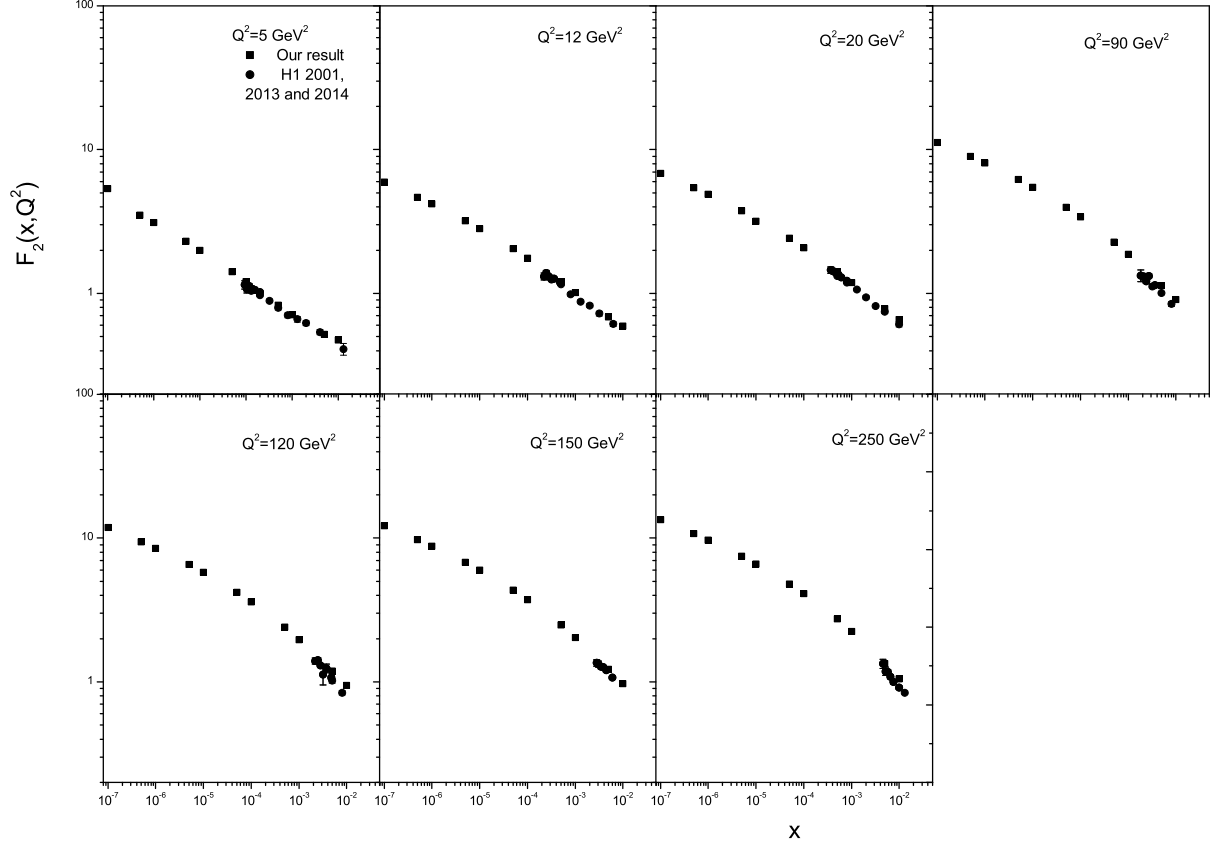 100
Q²=5 GeV²
Our result
H1 2001,
2013 and 2014
Q²=12 GeV²
Q²=20 GeV²
Q²=90 GeV²
10
1
F₂(x,Q²)
100
Q²=120 GeV²
Q²=150 GeV²
Q²=250 GeV²
10
1
10⁻⁷ 10⁻⁶ 10⁻⁵ 10⁻⁴ 10⁻³ 10⁻² 10⁻⁷ 10⁻⁶ 10⁻⁵ 10⁻⁴ 10⁻³ 10⁻² 10⁻⁷ 10⁻⁶ 10⁻⁵ 10⁻⁴ 10⁻³ 10⁻²
x